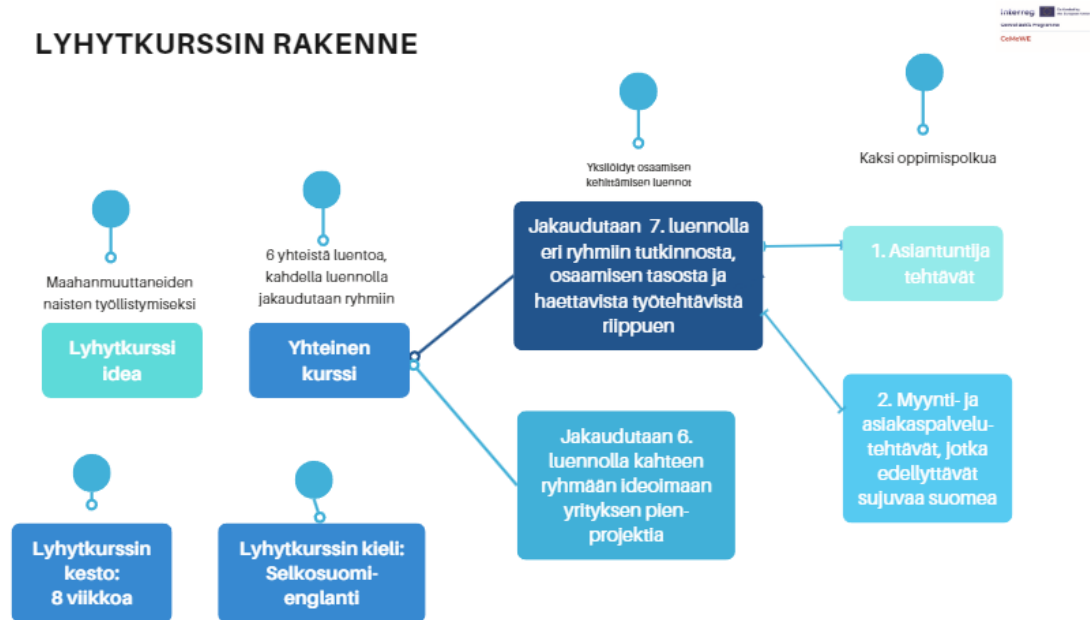 LYHYTKURSSIN RAKENNE
Interreg
CeMeWE
Maahanmuuttaneiden
naisten työllistymiseksi
Lyhytkurssi
idea
6 yhteistä luentoa,
kahdella luennolla
jakaudutaan ryhmiin
Yhteinen
kurssi
Yksilöidyt osaamisen
kehittämisen luennot
Jakaudutaan 7. luennolla
eri ryhmiin tutkinnosta,
osaamisen tasosta ja
haettavista työtehtävistä
riippuen
Jakaudutaan 6.
luennolla kahteen
ryhmään ideoimaan
yrityksen pien-
projektia
Kaksi oppimispolkua
1. Asiantuntija
tehtävät
2. Myynti- ja
asiakaspalvelu-
tehtävät, jotka
edellyttävät
sujuvaa suomea
Lyhytkurssin
kesto:
8 viikkoa
Lyhytkurssin kieli:
Selkosuomi-
englanti